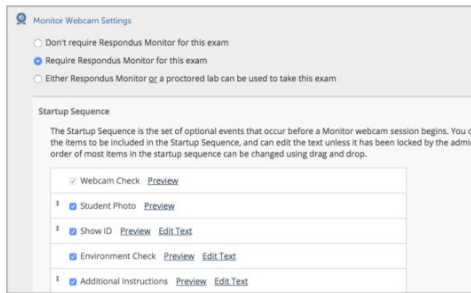 Monitor Webcam Settings
Don't require Respondus Monitor for this exam
Require Respondus Monitor for this exam
Either Respondus Monitor or a proctored lab can be used to take this exam
Startup Sequence
The Startup Sequence is the set of optional events that occur before a Monitor webcam session begins. You
the items to be included in the Startup Sequence, and can edit the text unless it has been locked by the
order of most items in the startup sequence can be changed using drag and drop.
Webcam Check Preview
Student Photo Preview
Show ID Preview Edit Text
Environment Check Preview Edit Text
Additional Instructions Preview Edit Text